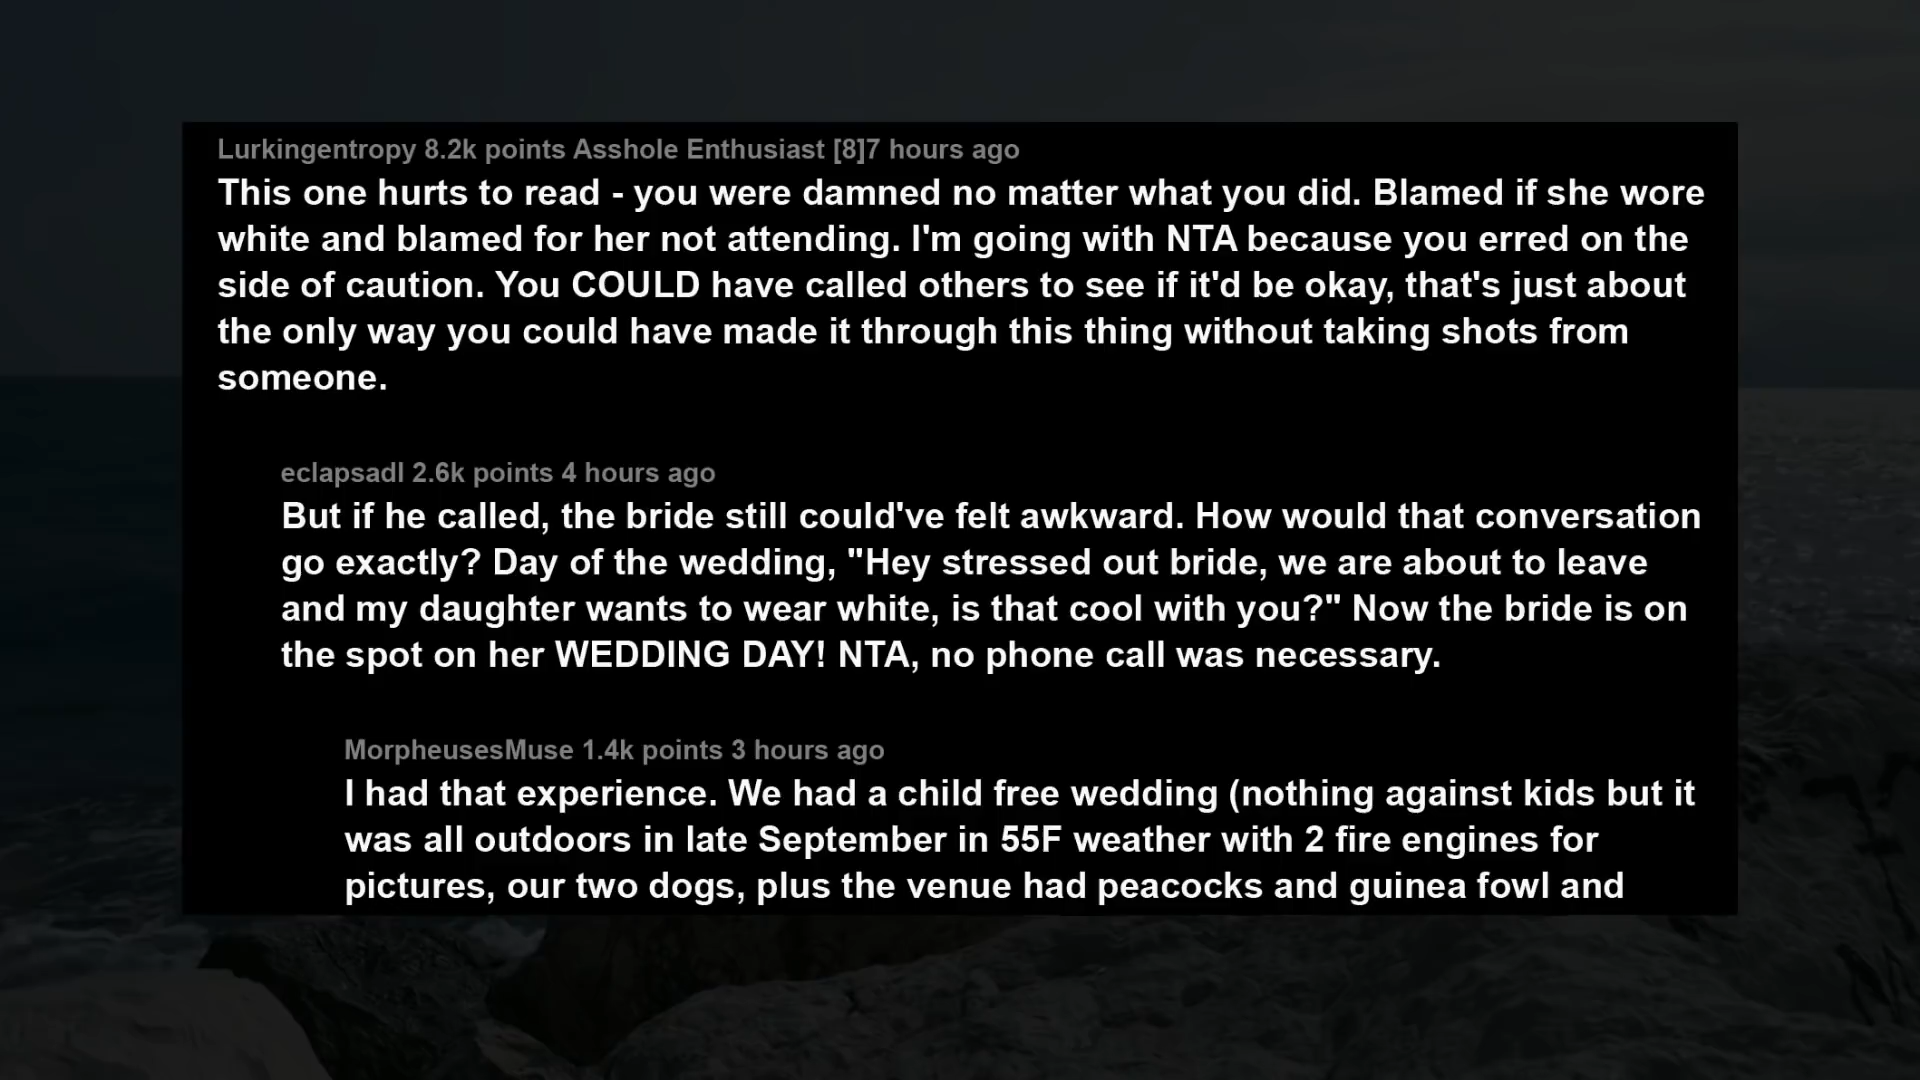 Lurkingentropy 8.2k points Asshole Enthusiast [8]7 hours ago
This one hurts to read - you were damned no matter what you did. Blamed if she wore
white and blamed for her not attending. I'm going with NTA because you erred on the
side of caution. You COULD have called others to see if it'd be okay, that's just about
the only way you could have made it through this thing without taking shots from
someone.
eclapsadl 2.6k points 4 hours ago
But if he called, the bride still could've felt awkward. How would that conversation
go exactly? Day of the wedding, "Hey stressed out bride, we are about to leave
and my daughter wants to wear white, is that cool with you?" Now the bride is on
the spot on her WEDDING DAY! NTA, no phone call was necessary.
MorpheusesMuse 1.4k points 3 hours ago
I had that experience. We had a child free wedding (nothing against kids but it
was all outdoors in late September in 55F weather with 2 fire engines for
pictures, our two dogs, plus the venue had peacocks and guinea fowl and